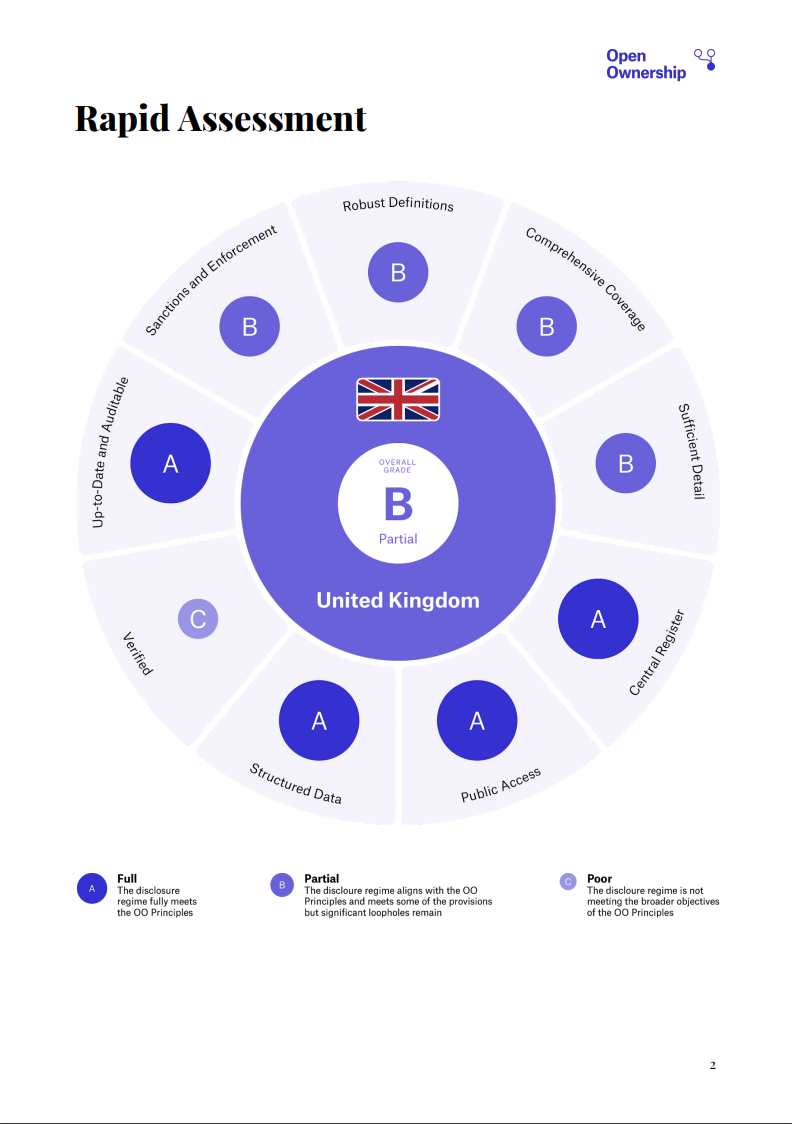 Open
Ownership
Rapid Assessment
Robust Definitions
B
Comprehensive Coverage
B
Sufficient Detail
B
Central Register
A
Public Access
A
Structured Data
A
Verified
C
Up-to-Date and Auditable
A
Sanctions and Enforcement
B
OVERALL
GRADE
B
Partial
United Kingdom
A
Full
The disclosure
regime fully meets
the OO Principles
B
Partial
The discloure regime aligns with the OO
Principles and meets some of the provisions
but significant loopholes remain
C
Poor
The discloure regime is not
meeting the broader objectives
of the OO Principles
2